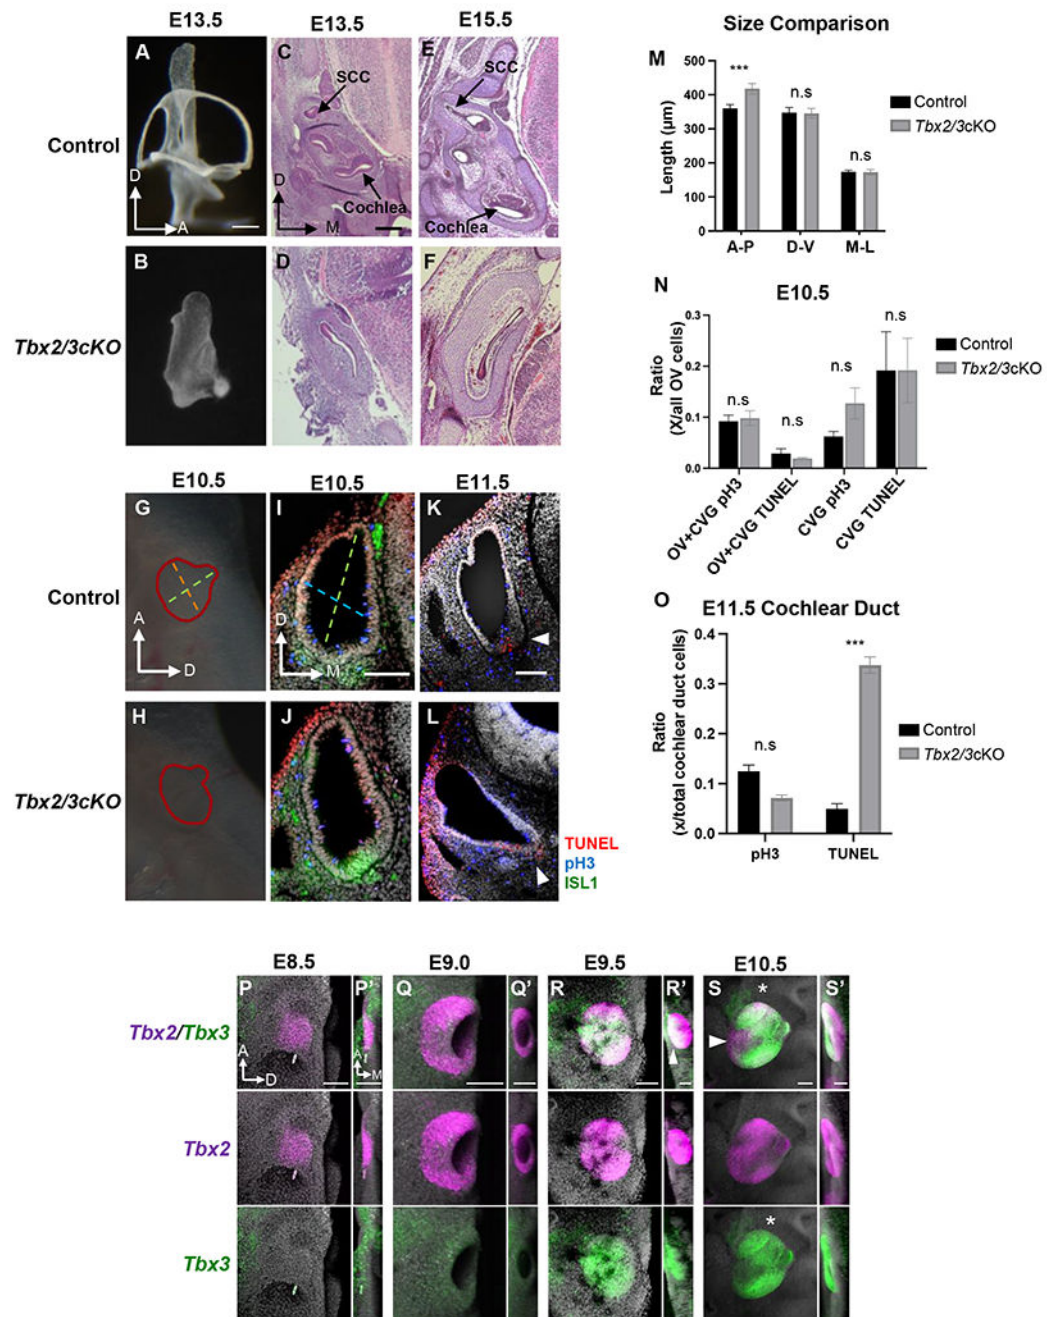 E13.5 E13.5 E15.5
Control
Tbx2/3cKO
A
D
A
C
SCC
Cochlea
D
M
E
SCC
Cochlea
B
D
F
E10.5 E10.5 E11.5
Control
Tbx2/3cKO
G
A
D
I
D
M
K
H
J
L
TUNEL
pH3
ISL1
Size Comparison
M
Length (µm)
500
400
300
200
100
0
*** n.s n.s
A-P D-V M-L
Control
Tbx2/3cKO
N E10.5
Ratio
(X/all OV cells)
0.3
0.2
0.1
0.0
n.s n.s n.s n.s
OV+CVG pH3
OV+CVG TUNEL
CVG pH3
CVG TUNEL
Control
Tbx2/3cKO
O E11.5 Cochlear Duct
Ratio
(x/total cochlear duct cells)
0.4
0.3
0.2
0.1
0.0
n.s ***
pH3 TUNEL
Control
Tbx2/3cKO
E8.5 E9.0 E9.5 E10.5
P P' Q Q' R R' S * S'
Tbx2/Tbx3
A
D
A
M
Tbx2
Tbx3
*